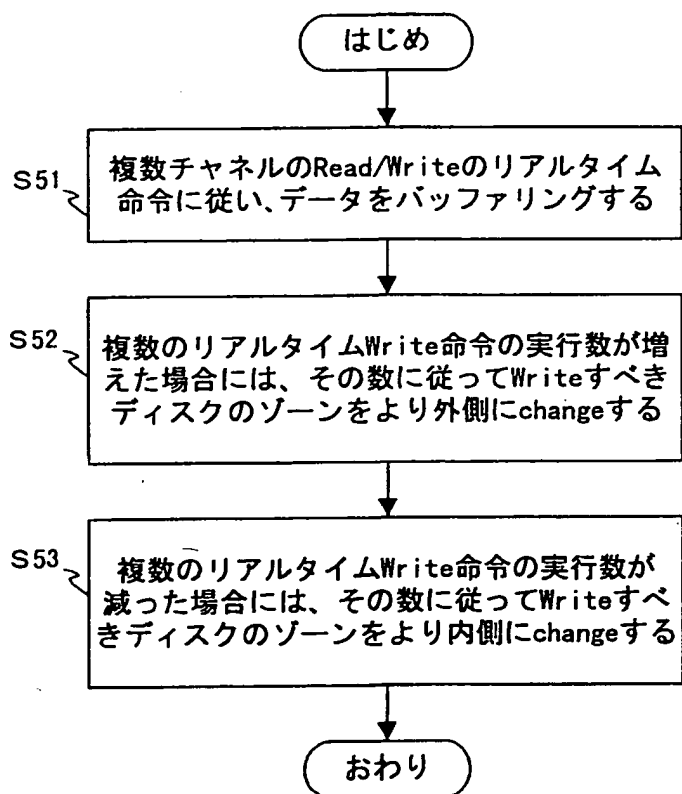 はじめ
S51
複数チャネルのRead/Writeのリアルタイム
命令に従い、データをバッファリングする
S52
複数のリアルタイムWrite命令の実行数が増
えた場合には、その数に従ってWriteすべき
ディスクのゾーンをより外側にchangeする
S53
複数のリアルタイムWrite命令の実行数が
減った場合には、その数に従ってWriteすべ
きディスクのゾーンをより内側にchangeする
おわり